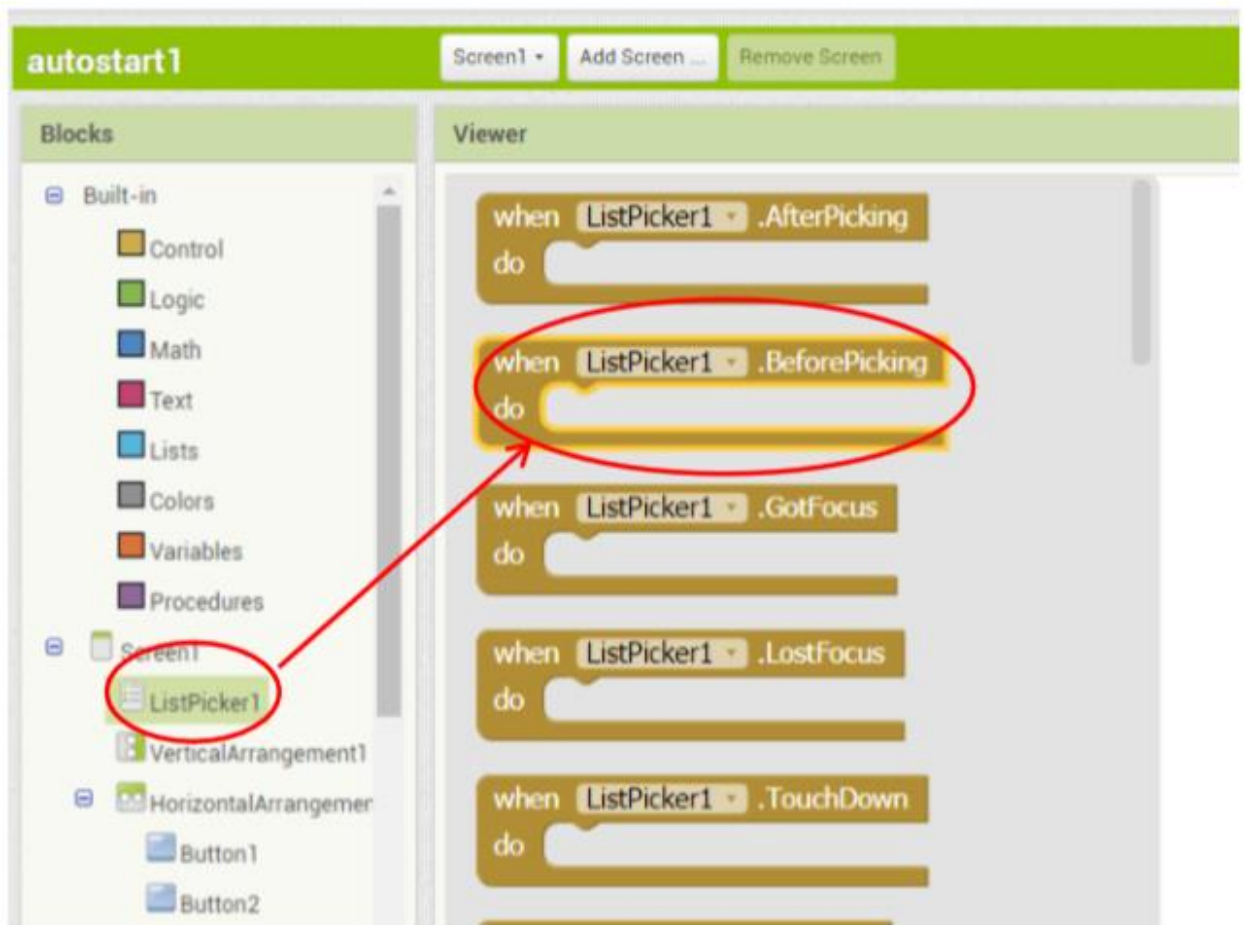 autostart1
Screen1
Add Screen ...
Remove Screen
Blocks
Viewer
Built-in
Control
Logic
Math
Text
Lists
Colors
Variables
Procedures
Screen1
ListPicker1
VerticalArrangement1
HorizontalArrangemen
Button1
Button2
when ListPicker1 .AfterPicking
do
when ListPicker1 .BeforePicking
do
when ListPicker1 .GotFocus
do
when ListPicker1 .LostFocus
do
when ListPicker1 .TouchDown
do